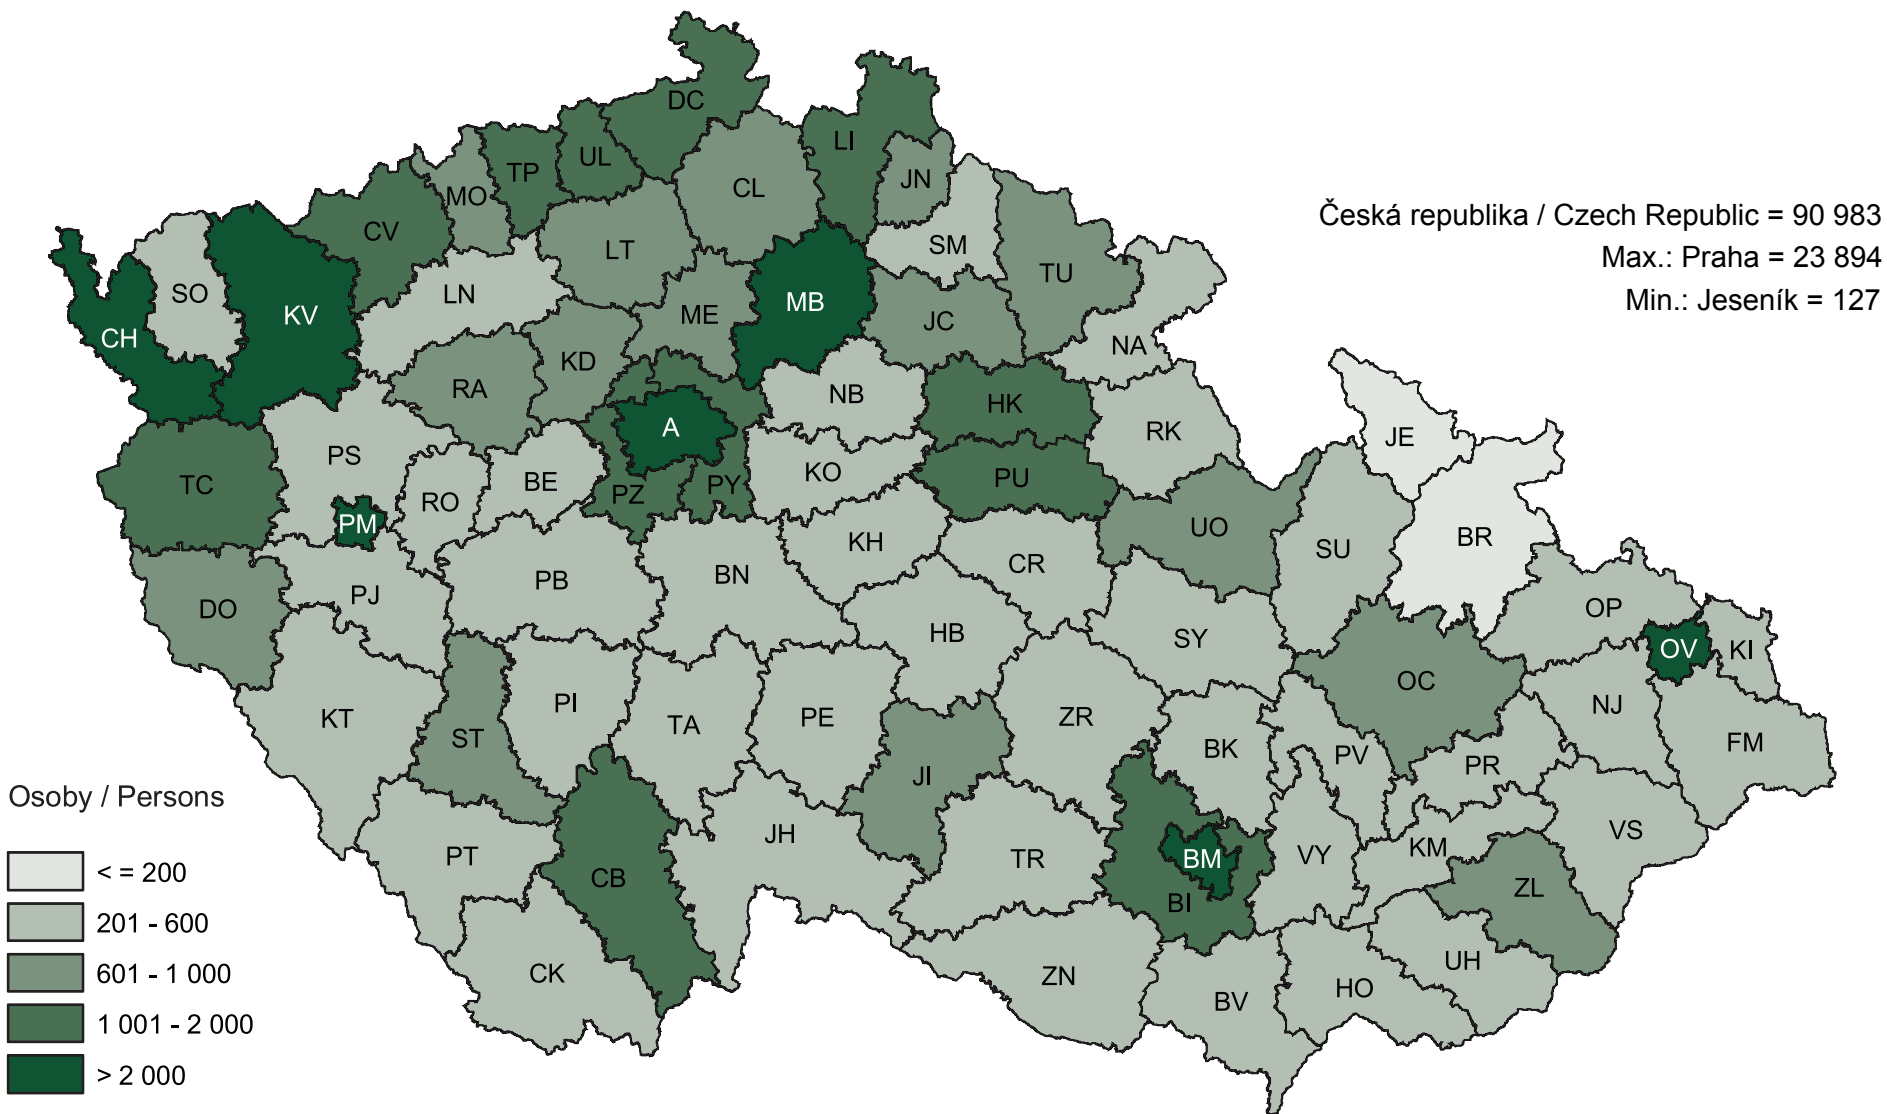 DC
LI
UL
TP
JN
CL
MO
CV
SM
LT
TU
SO
LN
KV
MB
ME
JC
CH
NA
KD
RA
NB
HK
A
RK
JE
PS
KO
PU
BE
TC
PY
PZ
RO
PM
UO
BR
KH
SU
CR
BN
PB
PJ
DO
OP
HB
SY
OV
KI
OC
PI
NJ
KT
PE
ZR
TA
ST
FM
BK
PV
PR
JI
VS
JH
KM
VY
PT
TR
BM
CB
ZL
BI
UH
CK
ZN
HO
BV
Česká republika / Czech Republic = 90 983
Max.: Praha = 23 894
Min.: Jeseník = 127
Osoby / Persons
< = 200
201 - 600
601 - 1 000
1 001 - 2 000
> 2 000